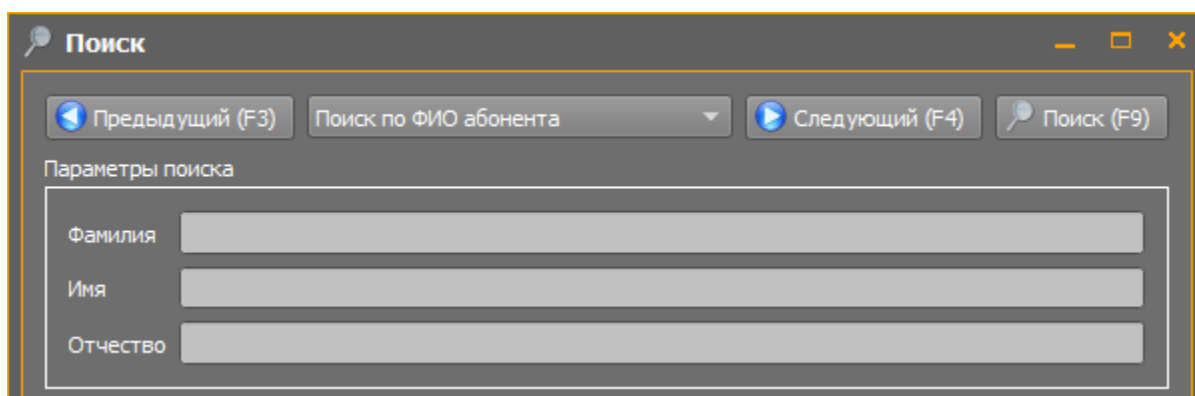 Поиск
Предыдущий (F3) Поиск по ФИО абонента Следующий (F4) Поиск (F9)
Параметры поиска
Фамилия
Имя
Отчество